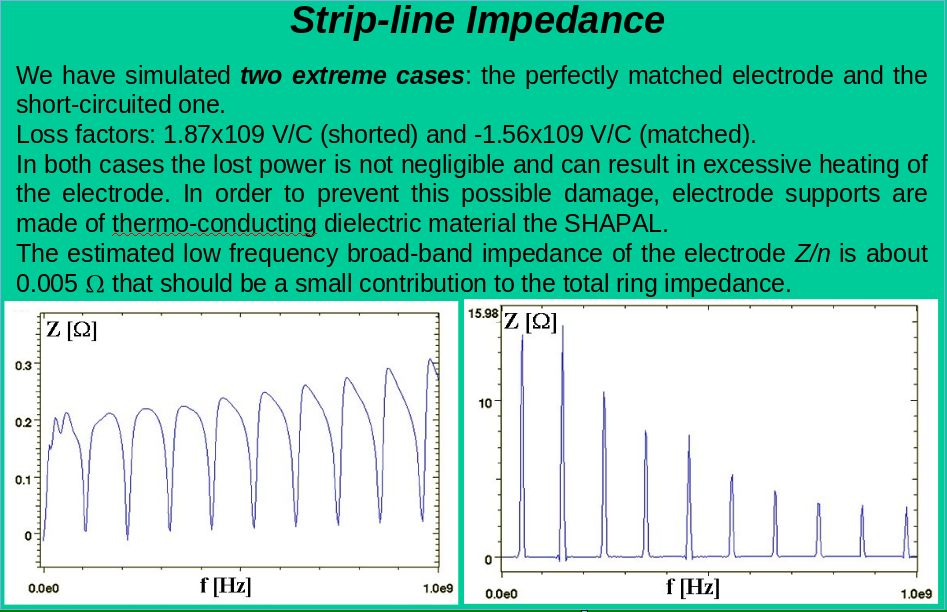 Strip-line Impedance
We have simulated two extreme cases: the perfectly matched electrode and the
short-circuited one.
Loss factors: 1.87x109 V/C (shorted) and -1.56x109 V/C (matched).
In both cases the lost power is not negligible and can result in excessive heating of
the electrode. In order to prevent this possible damage, electrode supports are
made of thermo-conducting dielectric material the SHAPAL.
The estimated low frequency broad-band impedance of the electrode Z/n is about
0.005 Ω that should be a small contribution to the total ring impedance.
Z [Ω]
0.3
0.2
0.1
0
0.0e0
f [Hz]
1.0e9
15.98
Z [Ω]
10
0
0.0e0
f [Hz]
1.0e9